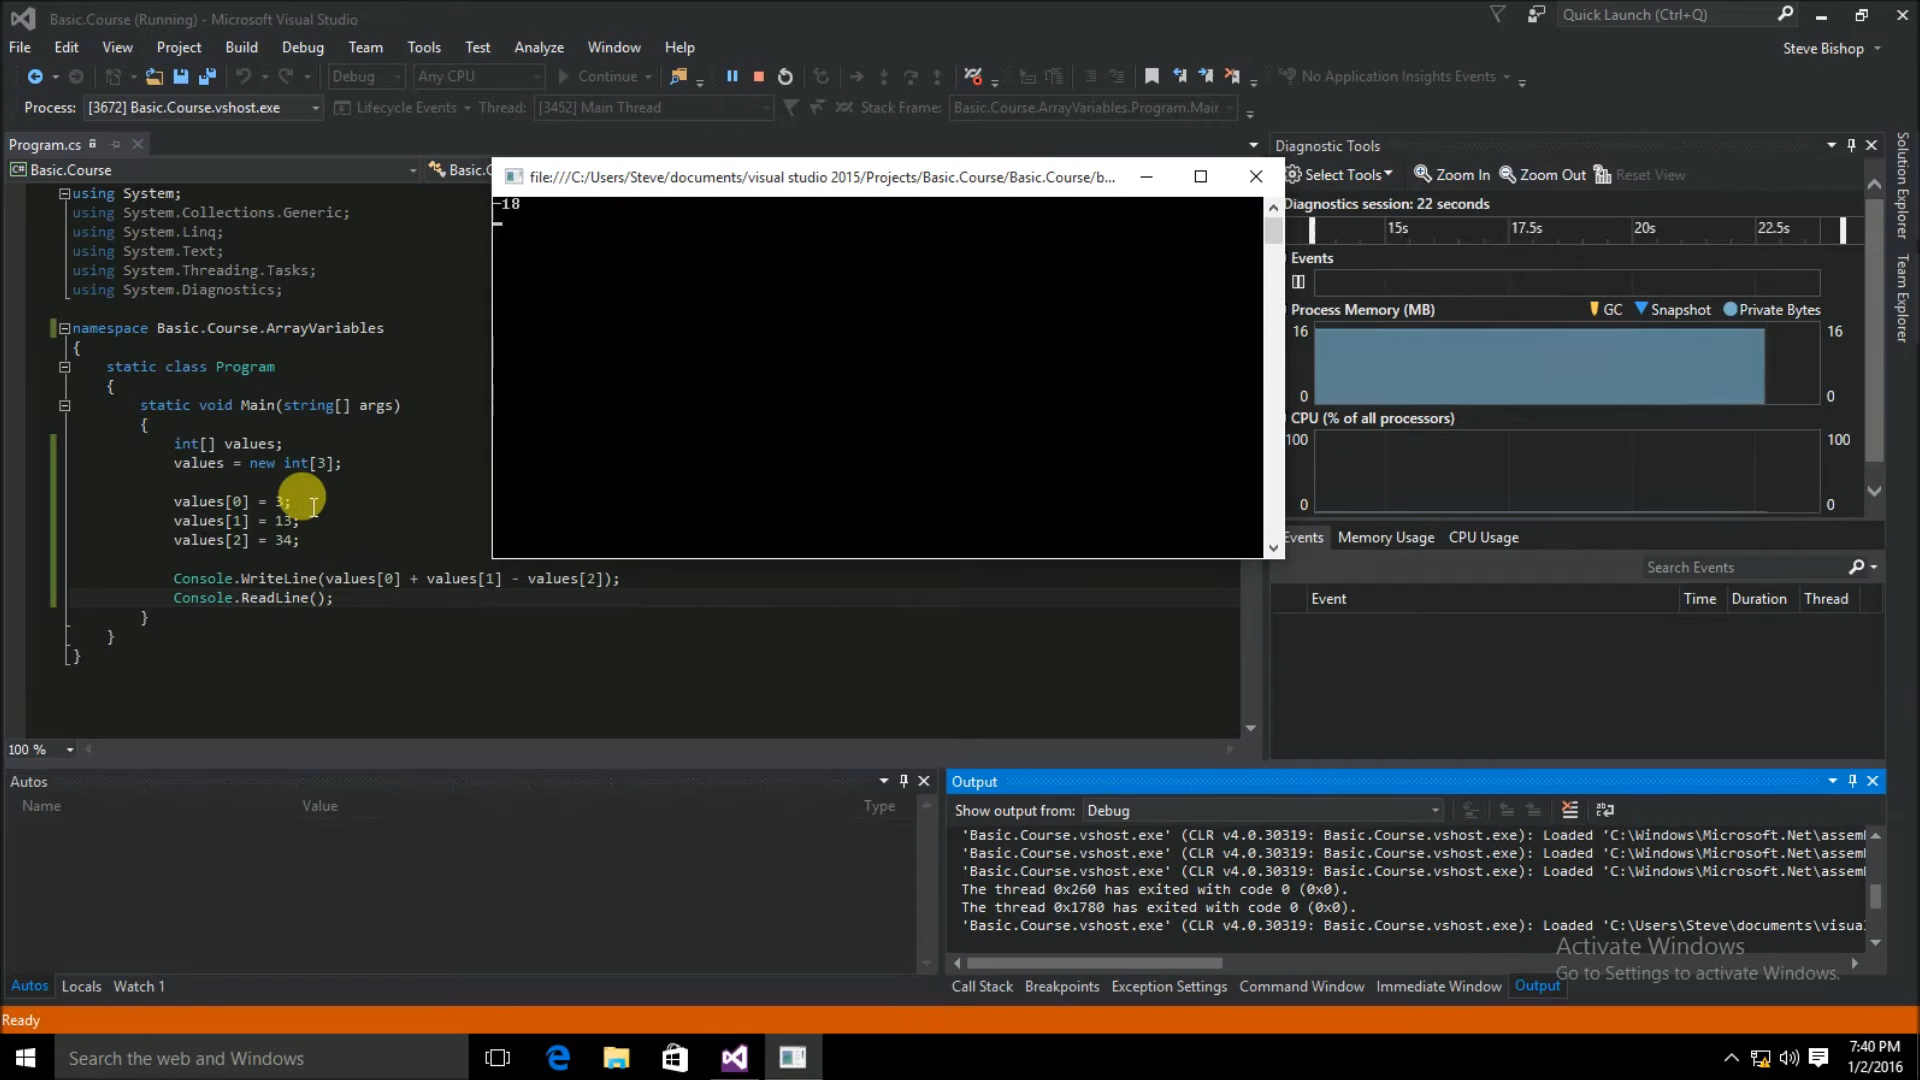 Basic.Course (Running) - Microsoft Visual Studio
Quick Launch (Ctrl+Q)
File Edit View Project Build Debug Team Tools Test Analyze Window Help
Steve Bishop
Debug Any CPU Continue No Application Insights Events
Process: [3672] Basic.Course.vshost.exe Lifecycle Events Thread: [3452] Main Thread Stack Frame: Basic.Course.ArrayVariables.Program.Mair
Program.cs
Basic.Course
Basic.C
file:///C:/Users/Steve/documents/visual studio 2015/Projects/Basic.Course/Basic.Course/b...
-18
using System;
using System.Collections.Generic;
using System.Linq;
using System.Text;
using System.Threading.Tasks;
using System.Diagnostics;
namespace Basic.Course.ArrayVariables
{
static class Program
{
static void Main(string[] args)
{
int[] values;
values = new int[3];
values[0] = 3;
values[1] = 13;
values[2] = 34;
Console.WriteLine(values[0] + values[1] - values[2]);
Console.ReadLine();
}
}
}
100 %
Diagnostic Tools
Select Tools Zoom In Zoom Out Reset View
Diagnostics session: 22 seconds
15s 17.5s 20s 22.5s
Events
Process Memory (MB) GC Snapshot Private Bytes
16 16
0 0
CPU (% of all processors)
100 100
0 0
Events Memory Usage CPU Usage
Search Events
Event Time Duration Thread
Solution Explorer
Team Explorer
Autos
Name Value Type
Autos Locals Watch 1
Output
Show output from: Debug
'Basic.Course.vshost.exe' (CLR v4.0.30319: Basic.Course.vshost.exe): Loaded 'C:\Windows\Microsoft.Net\assemb
'Basic.Course.vshost.exe' (CLR v4.0.30319: Basic.Course.vshost.exe): Loaded 'C:\Windows\Microsoft.Net\assemb
'Basic.Course.vshost.exe' (CLR v4.0.30319: Basic.Course.vshost.exe): Loaded 'C:\Windows\Microsoft.Net\assemb
The thread 0x260 has exited with code 0 (0x0).
The thread 0x1780 has exited with code 0 (0x0).
'Basic.Course.vshost.exe' (CLR v4.0.30319: Basic.Course.vshost.exe): Loaded 'C:\Users\Steve\documents\visual
Activate Windows
Go to Settings to activate Windows.
Call Stack Breakpoints Exception Settings Command Window Immediate Window Output
Ready
Search the web and Windows
7:40 PM
1/2/2016